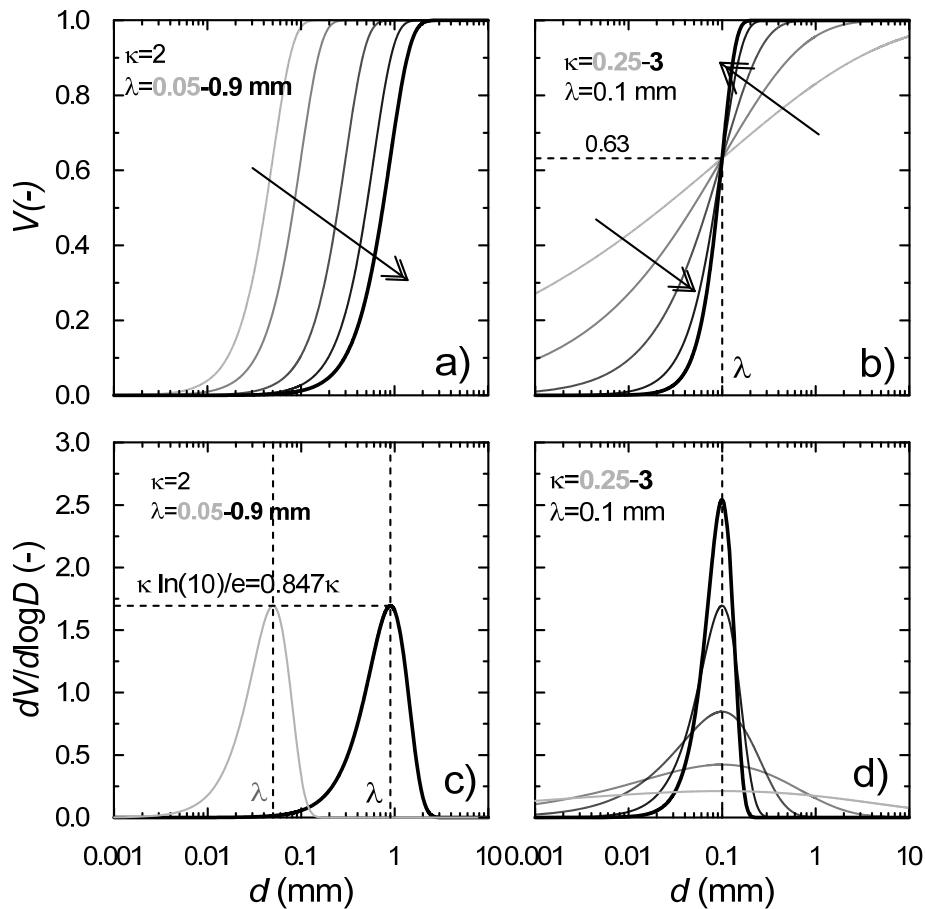 1.0
0.8
0.6
0.4
0.2
0.0
V(-)
κ=2
λ=0.05-0.9 mm
a)
κ=0.25-3
λ=0.1 mm
0.63
λ
b)
3.0
2.5
2.0
1.5
1.0
0.5
0.0
dV/dlogD (-)
κ=2
λ=0.05-0.9 mm
κ ln(10)/e=0.847κ
λ
λ
c)
0.001 0.01 0.1 1 10
d (mm)
κ=0.25-3
λ=0.1 mm
d)
0.001 0.01 0.1 1 10
d (mm)